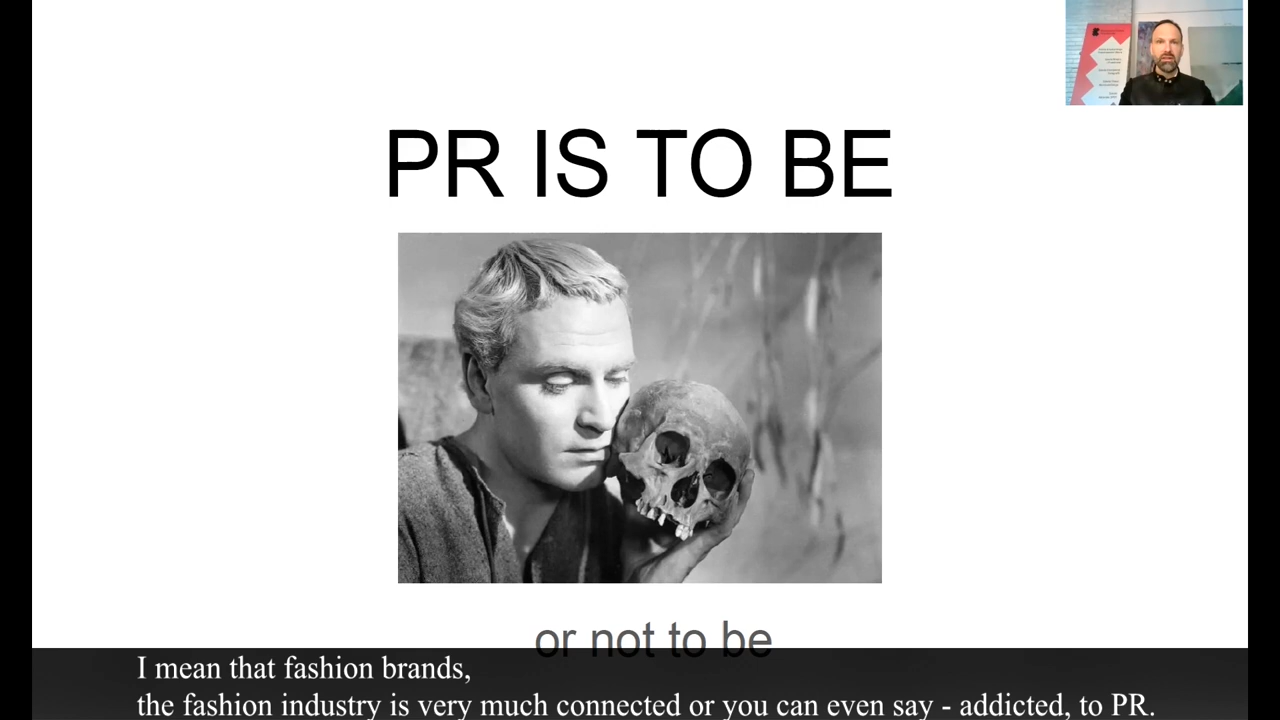 PR IS TO BE
or not to be
I mean that fashion brands,
the fashion industry is very much connected or you can even say - addicted, to PR.